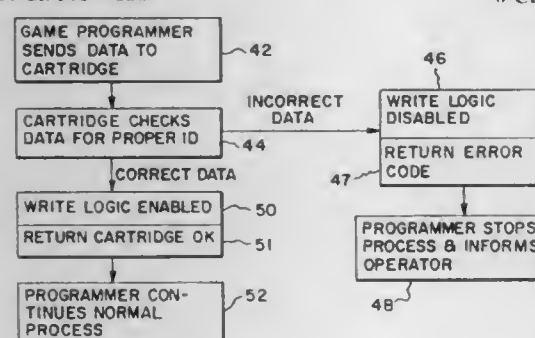 GAME PROGRAMMER
SENDS DATA TO
CARTRIDGE
42
CARTRIDGE CHECKS
DATA FOR PROPER ID
44
INCORRECT
DATA
46
WRITE LOGIC
DISABLED
RETURN ERROR
CODE
47
CORRECT DATA
WRITE LOGIC ENABLED
50
RETURN CARTRIDGE OK
51
PROGRAMMER STOPS
PROCESS & INFORMS
OPERATOR
48
PROGRAMMER CON-
TINUES NORMAL
PROCESS
52